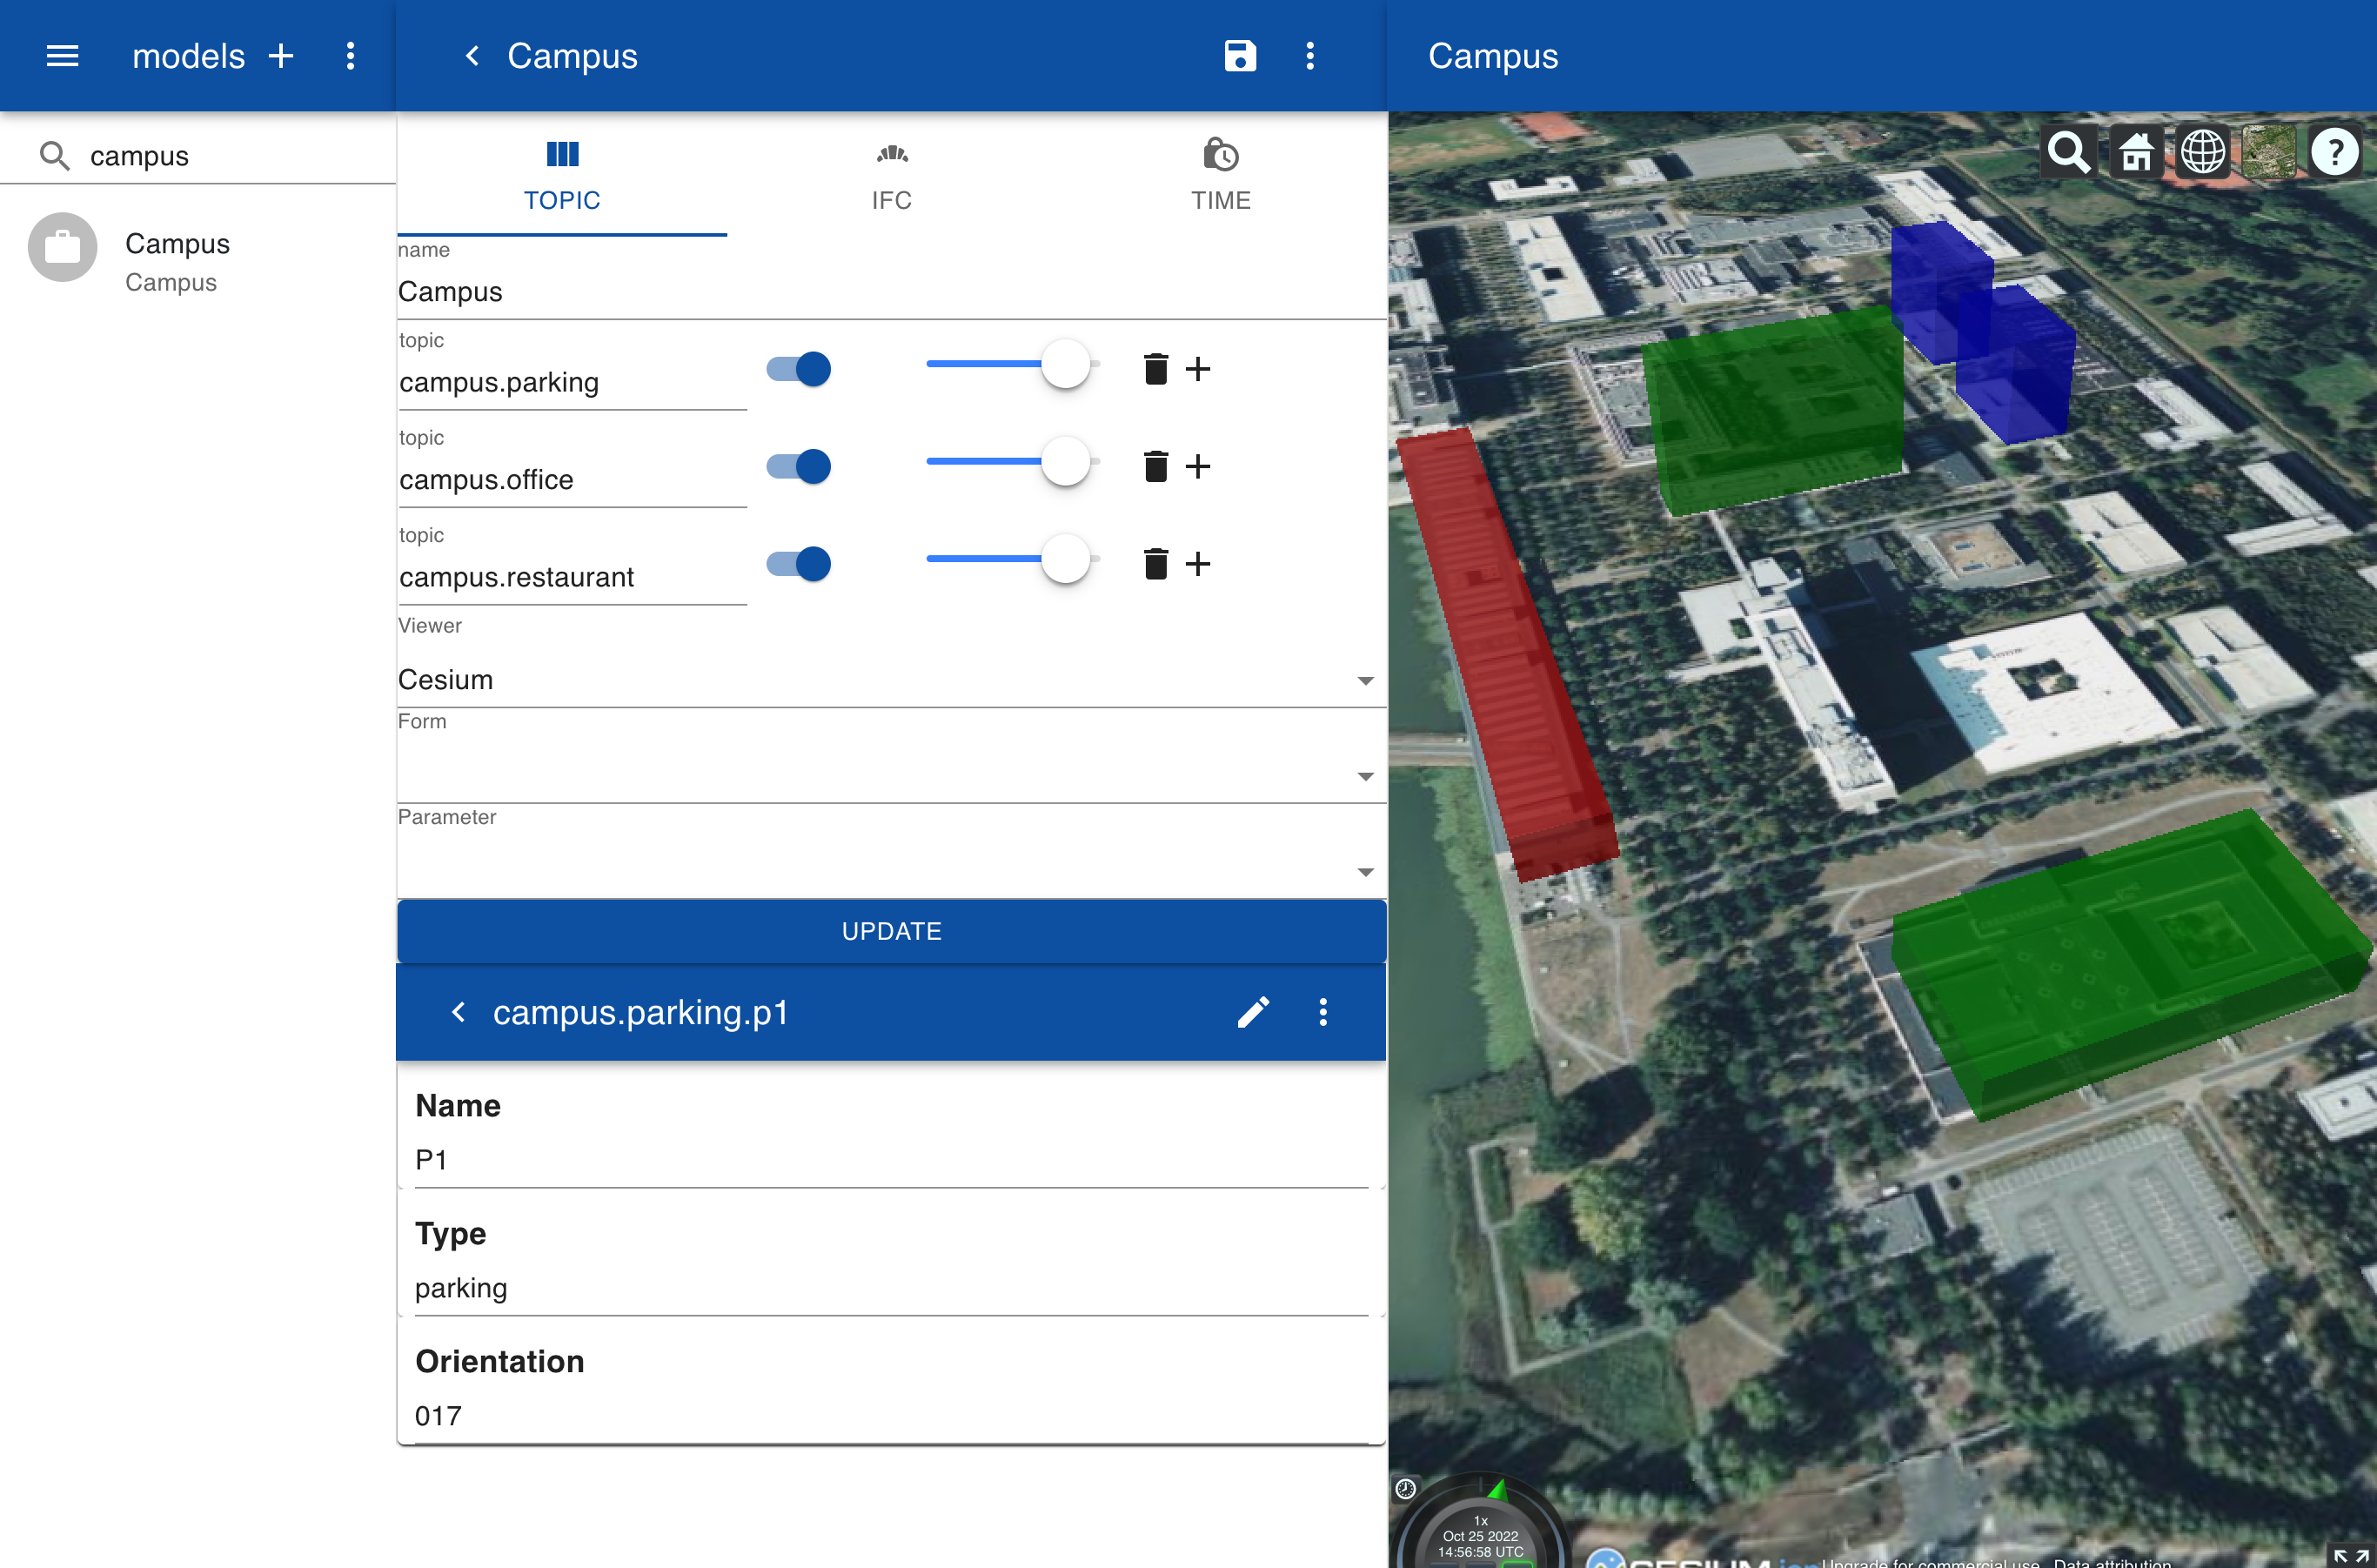 models
Campus
Campus
campus
Campus
Campus
TOPIC
IFC
TIME
name
Campus
topic
campus.parking
topic
campus.office
topic
campus.restaurant
Viewer
Cesium
Form
Parameter
UPDATE
campus.parking.p1
Name
P1
Type
parking
Orientation
017
?
1x
Oct 25 2022
14:56:58 UTC
CESIUM ion Upgrade for commercial use. Data attribution